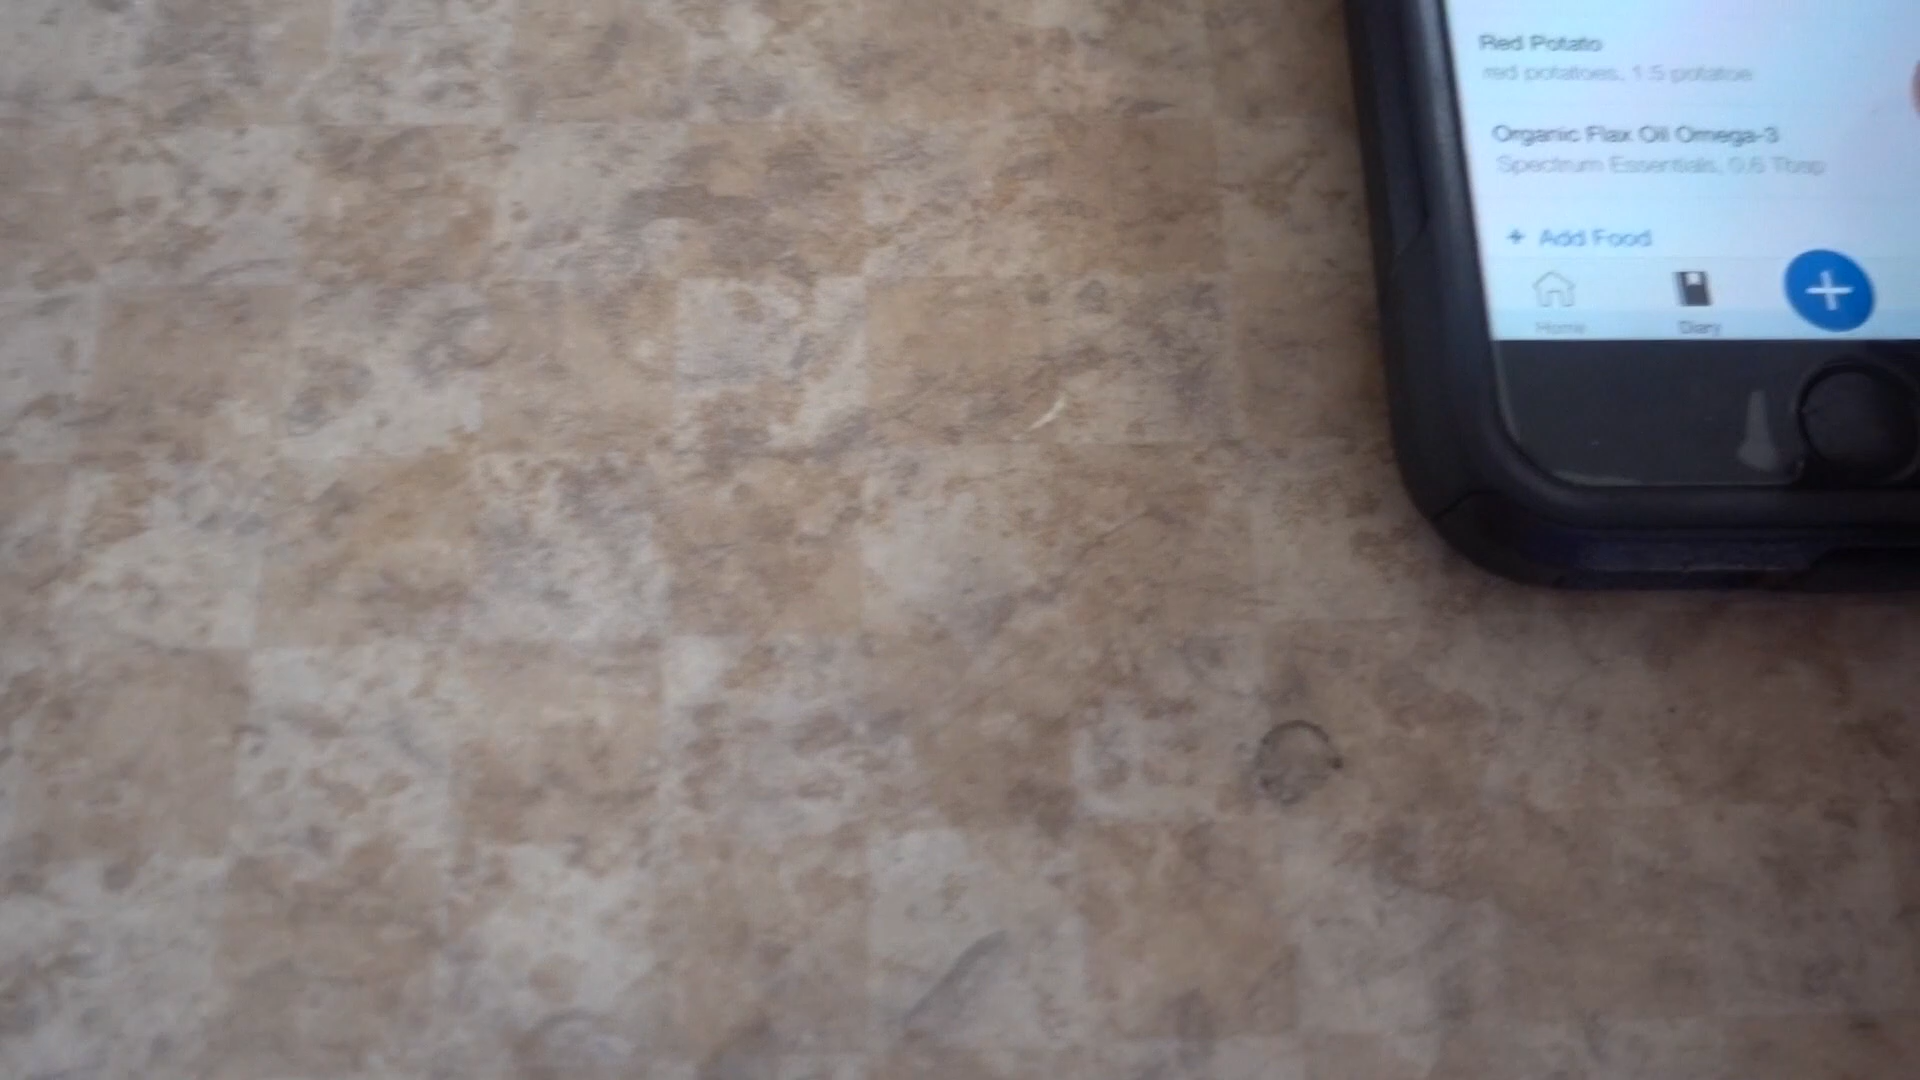 Red Potato
red potatoes, 1.5 potatoe
Organic Flax Oil Omega-3
Spectrum Essentials, 0.6 Tbsp
+ Add Food
Home
Diary